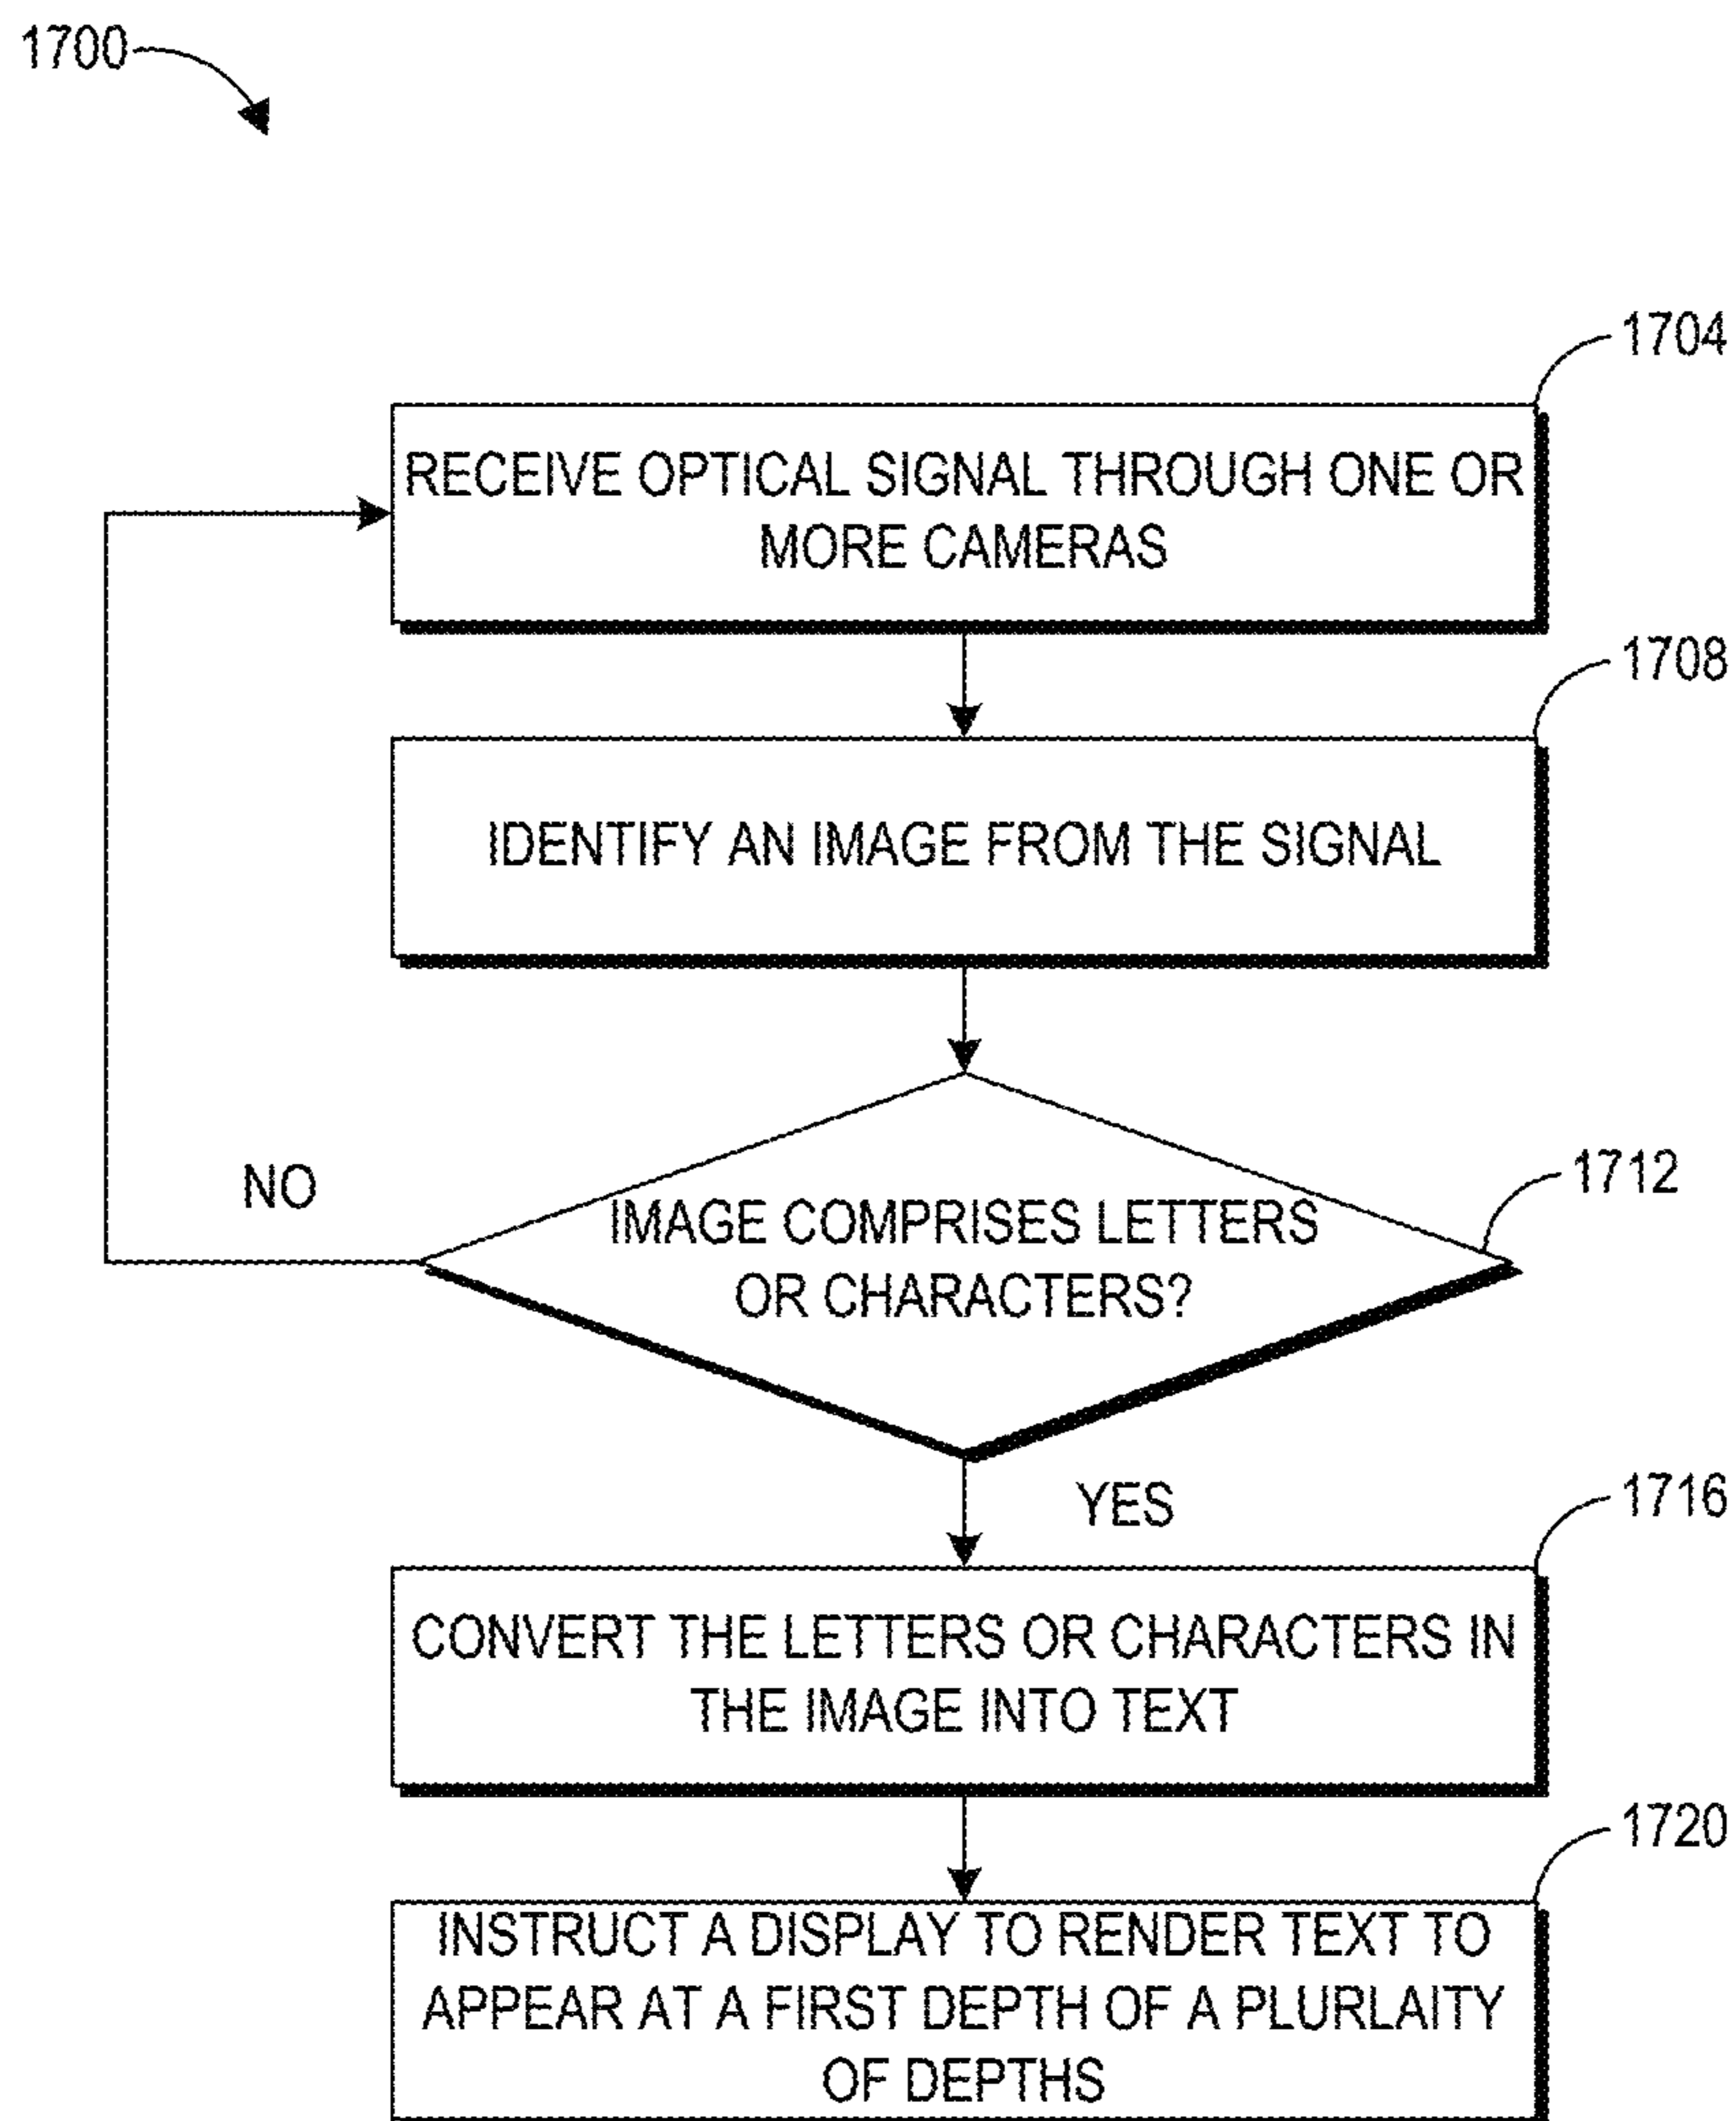 1700
1704
RECEIVE OPTICAL SIGNAL THROUGH ONE OR
MORE CAMERAS
1708
IDENTIFY AN IMAGE FROM THE SIGNAL
NO
1712
IMAGE COMPRISES LETTERS
OR CHARACTERS?
YES
1716
CONVERT THE LETTERS OR CHARACTERS IN
THE IMAGE INTO TEXT
1720
INSTRUCT A DISPLAY TO RENDER TEXT TO
APPEAR AT A FIRST DEPTH OF A PLURLAITY
OF DEPTHS